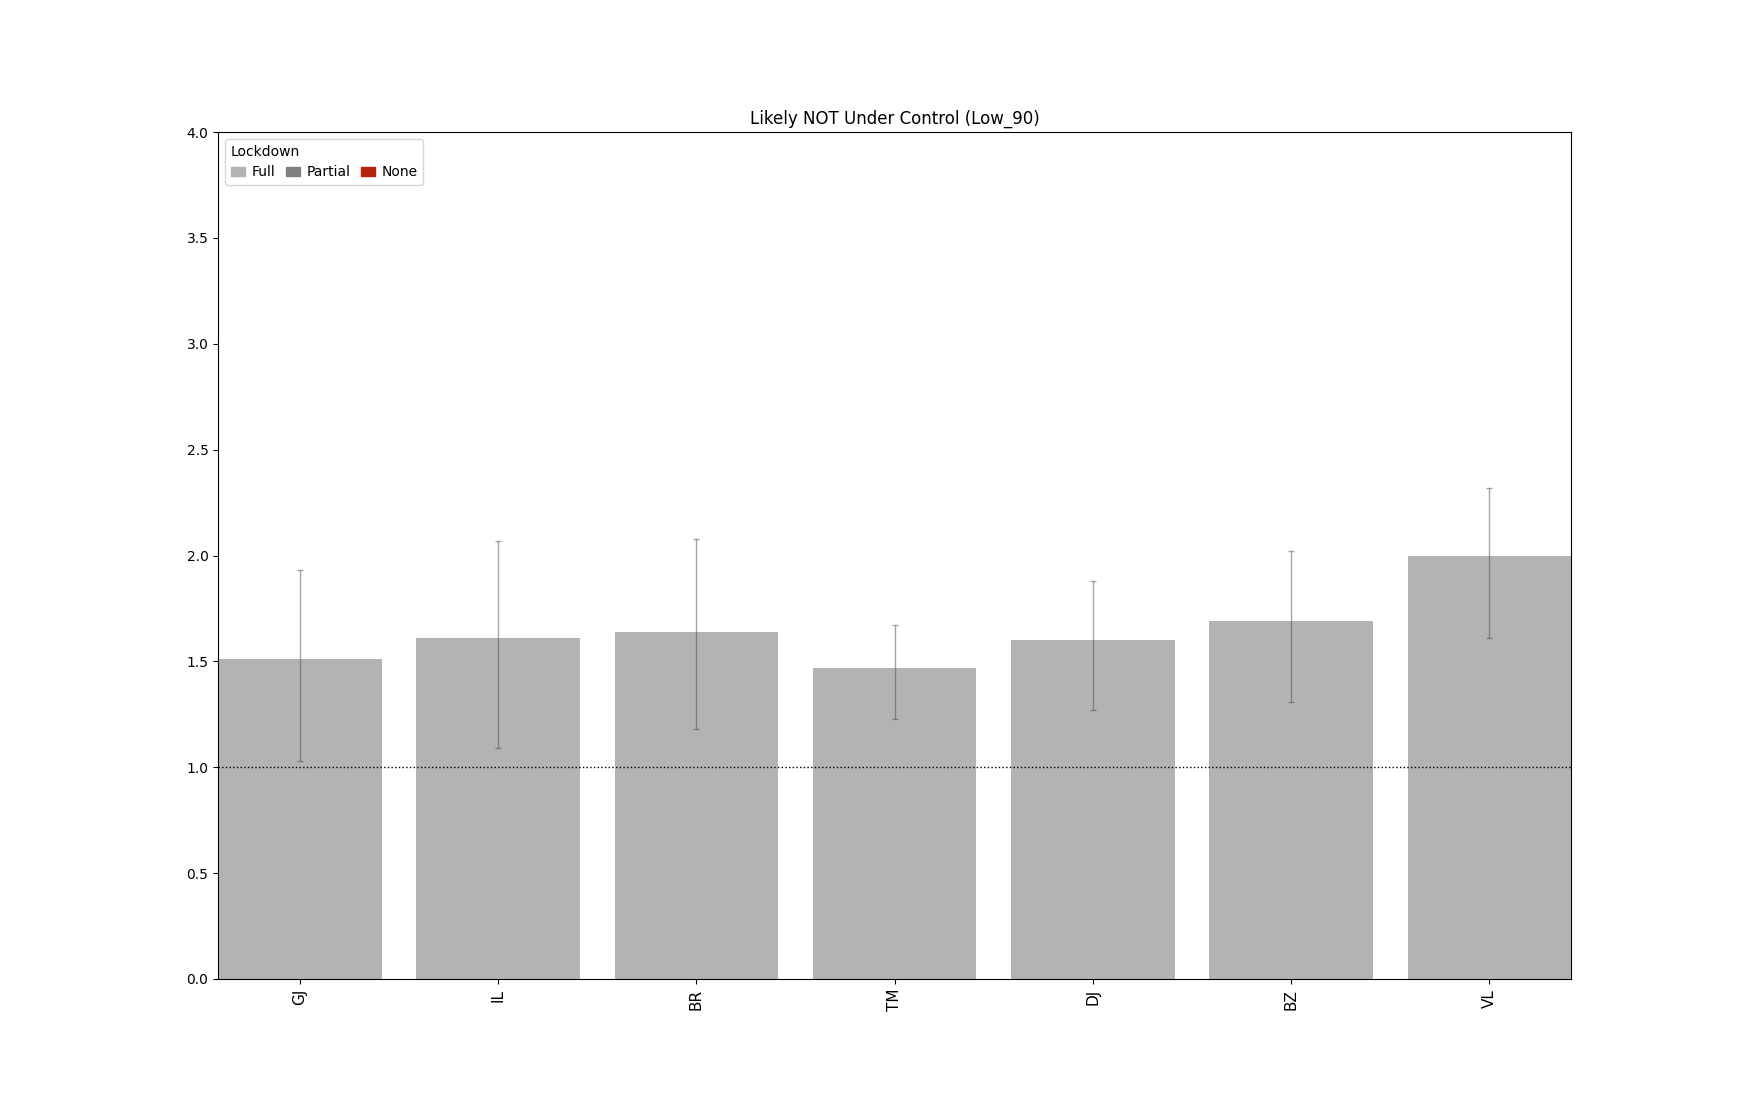 Likely NOT Under Control (Low_90)
Lockdown
Full Partial None
4.0
3.5
3.0
2.5
2.0
1.5
1.0
0.5
0.0
GJ IL BR TM DJ BZ VL